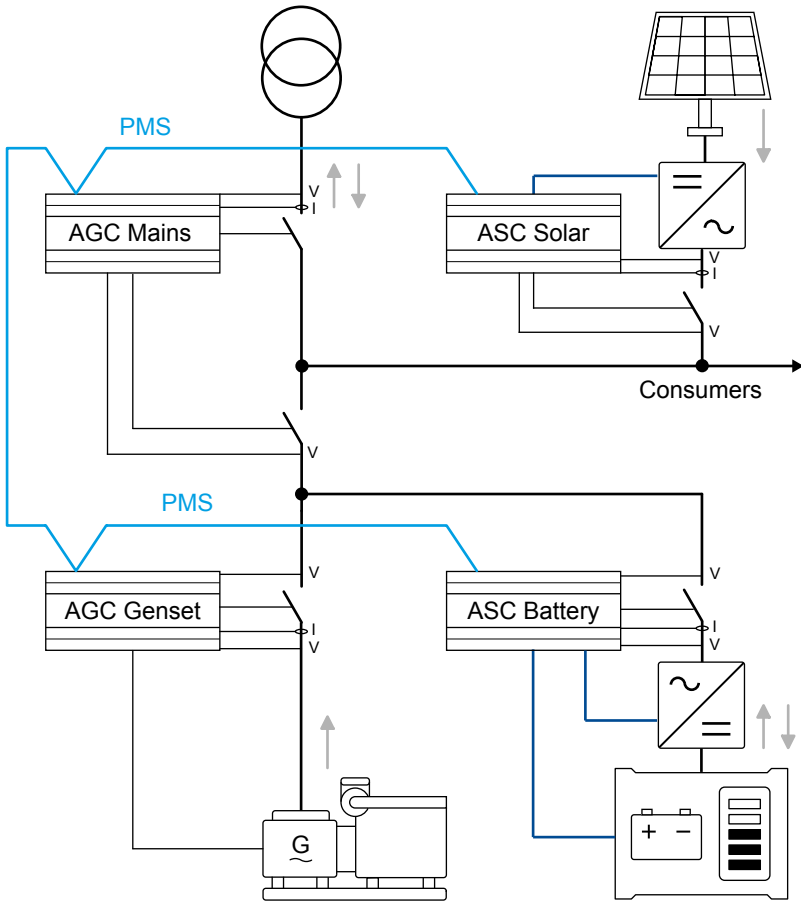 PMS
V
I
AGC Mains
ASC Solar
V
I
V
Consumers
V
PMS
V
V
AGC Genset
ASC Battery
I
I
V
V
G
+ −